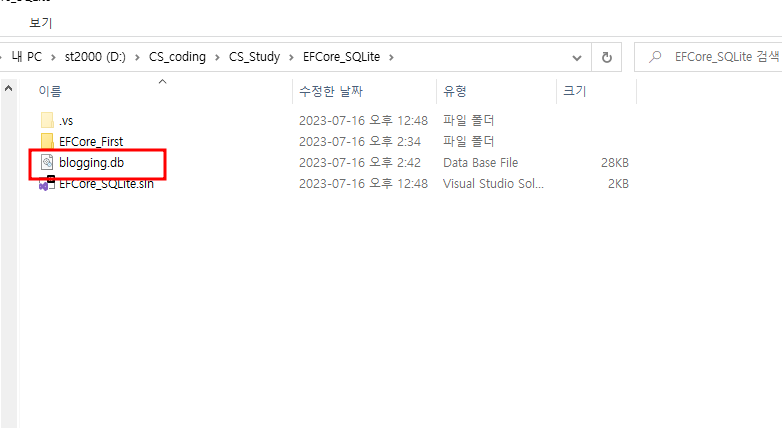 보기
내 PC > st2000 (D:) > CS_coding > CS_Study > EFCore_SQLite >
EFCore_SQLite 검색
이름 수정한 날짜 유형 크기
.vs 2023-07-16 오후 12:48 파일 폴더
EFCore_First 2023-07-16 오후 2:34 파일 폴더
blogging.db 2023-07-16 오후 2:42 Data Base File 28KB
EFCore_SQLite.sln 2023-07-16 오후 12:48 Visual Studio Sol... 2KB